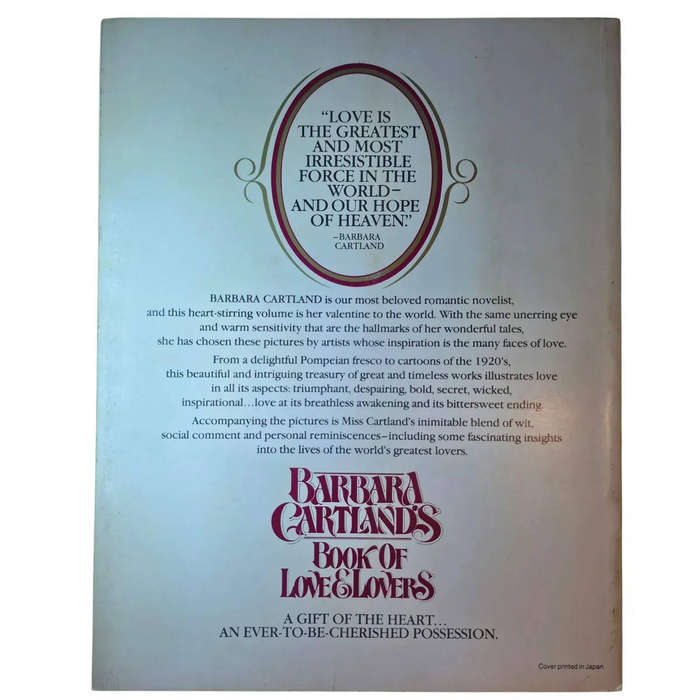 “LOVE IS
THE GREATEST
AND MOST
IRRESISTIBLE
FORCE IN THE
WORLD–
AND OUR HOPE
OF HEAVEN.”
–BARBARA
CARTLAND
BARBARA CARTLAND is our most beloved romantic novelist,
and this heart-stirring volume is her valentine to the world. With the same unerring eye
and warm sensitivity that are the hallmarks of her wonderful tales,
she has chosen these pictures by artists whose inspiration is the many faces of love.
From a delightful Pompeian fresco to cartoons of the 1920's,
this beautiful and intriguing treasury of great and timeless works illustrates love
in all its aspects: triumphant, despairing, bold, secret, wicked,
inspirational...love at its breathless awakening and its bittersweet ending.
Accompanying the pictures is Miss Cartland's inimitable blend of wit,
social comment and personal reminiscences–including some fascinating insights
into the lives of the world's greatest lovers.
BARBARA
CARTLAND'S
BOOK OF
LOVE & LOVERS
A GIFT OF THE HEART...
AN EVER-TO-BE-CHERISHED POSSESSION.
Cover printed in Japan